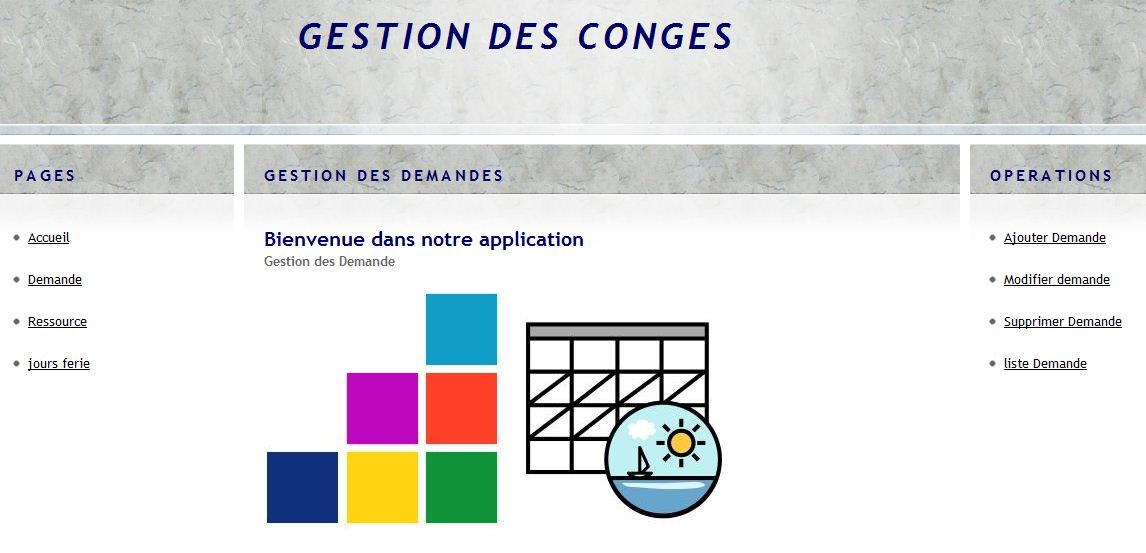 GESTION DES CONGES
PAGES
Accueil
Demande
Ressource
jours ferie
GESTION DES DEMANDES
Bienvenue dans notre application
Gestion des Demande
OPERATIONS
Ajouter Demande
Modifier demande
Supprimer Demande
liste Demande